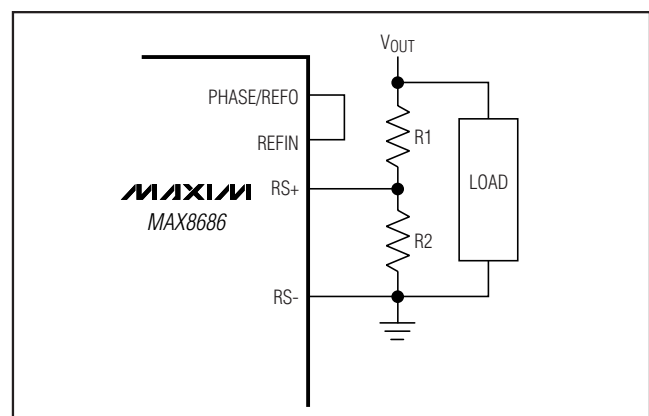 VOUT
PHASE/REFO
R1
REFIN
LOAD
MAXIM
RS+
MAX8686
R2
RS-